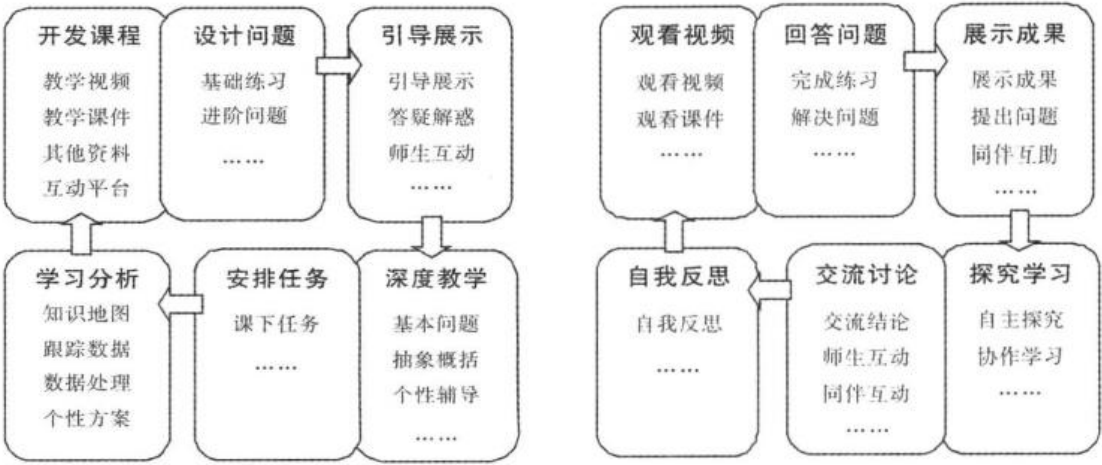 开发课程
教学视频
教学课件
其他资料
互动平台
设计问题
基础练习
进阶问题
……
引导展示
引导展示
答疑解惑
师生互动
……
学习分析
知识地图
跟踪数据
数据处理
个性方案
安排任务
课下任务
……
深度教学
基本问题
抽象概括
个性辅导
……
观看视频
观看视频
观看课件
……
回答问题
完成练习
解决问题
……
展示成果
展示成果
提出问题
同伴互助
……
自我反思
自我反思
……
交流讨论
交流结论
师生互动
同伴互动
……
探究学习
自主探究
协作学习
……